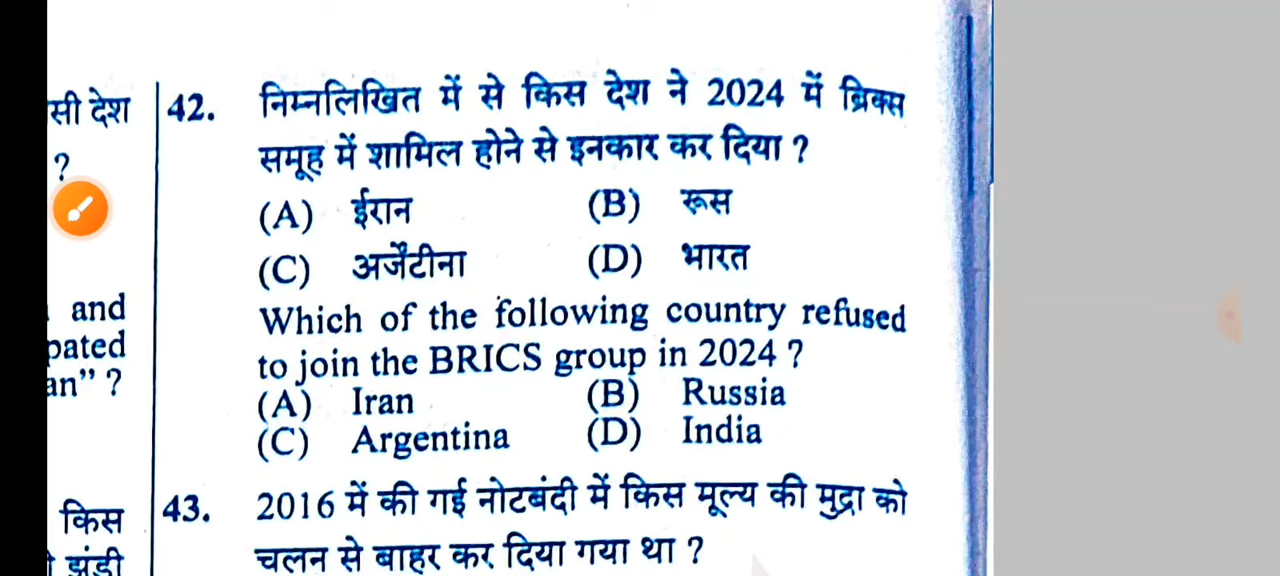 सी देश
?
and
pated
an” ?
किस
झंडी
42. निम्नलिखित में से किस देश ने 2024 में ब्रिक्स
समूह में शामिल होने से इनकार कर दिया ?
(A) ईरान (B) रूस
(C) अर्जेंटीना (D) भारत
Which of the following country refused
to join the BRICS group in 2024 ?
(A) Iran (B) Russia
(C) Argentina (D) India
43. 2016 में की गई नोटबंदी में किस मूल्य की मुद्रा को
चलन से बाहर कर दिया गया था ?